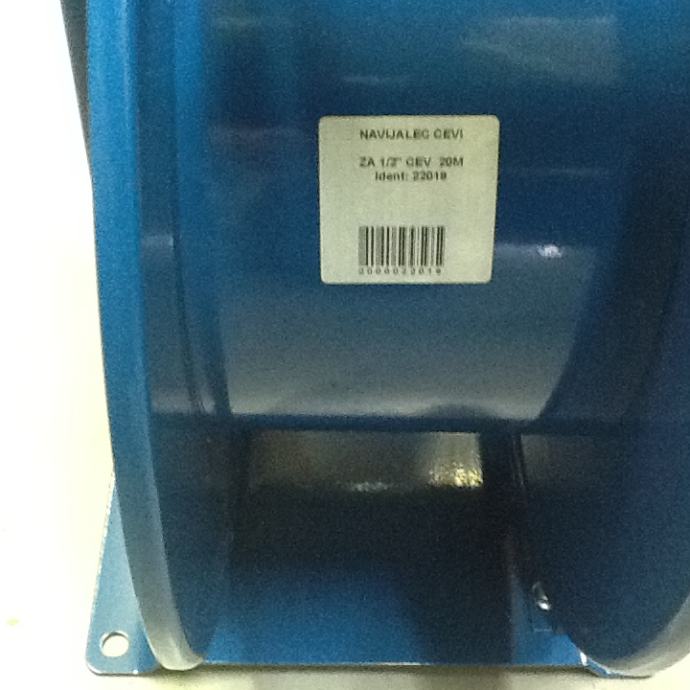 NAVIJALEC CEVI
ZA 1/2" CEV 20M
Ident: 22019
0000022019